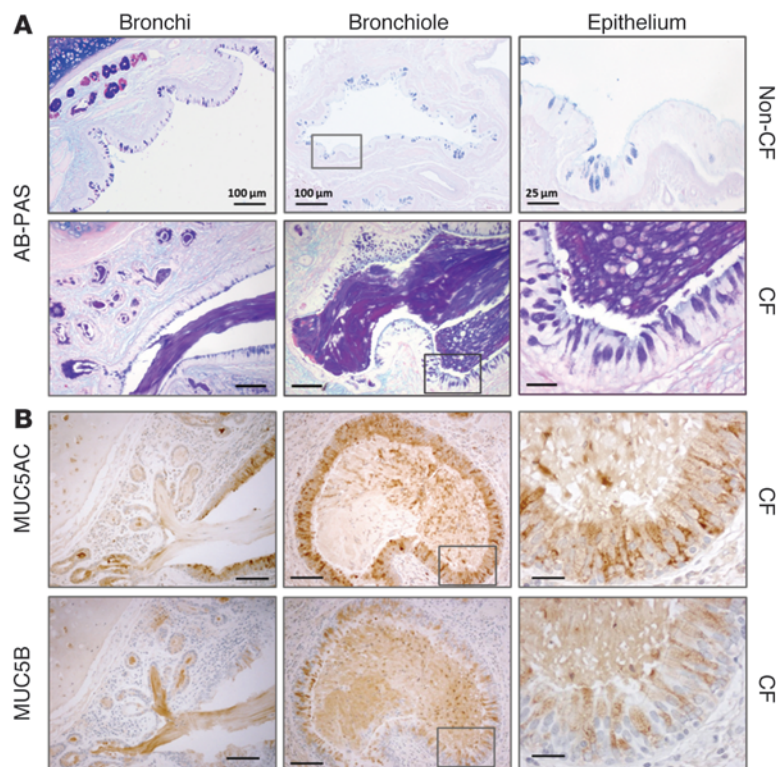 A
Bronchi
Bronchiole
Epithelium
AB-PAS
100 µm
100 µm
25 µm
Non-CF
CF
B
MUC5AC
CF
MUC5B
CF